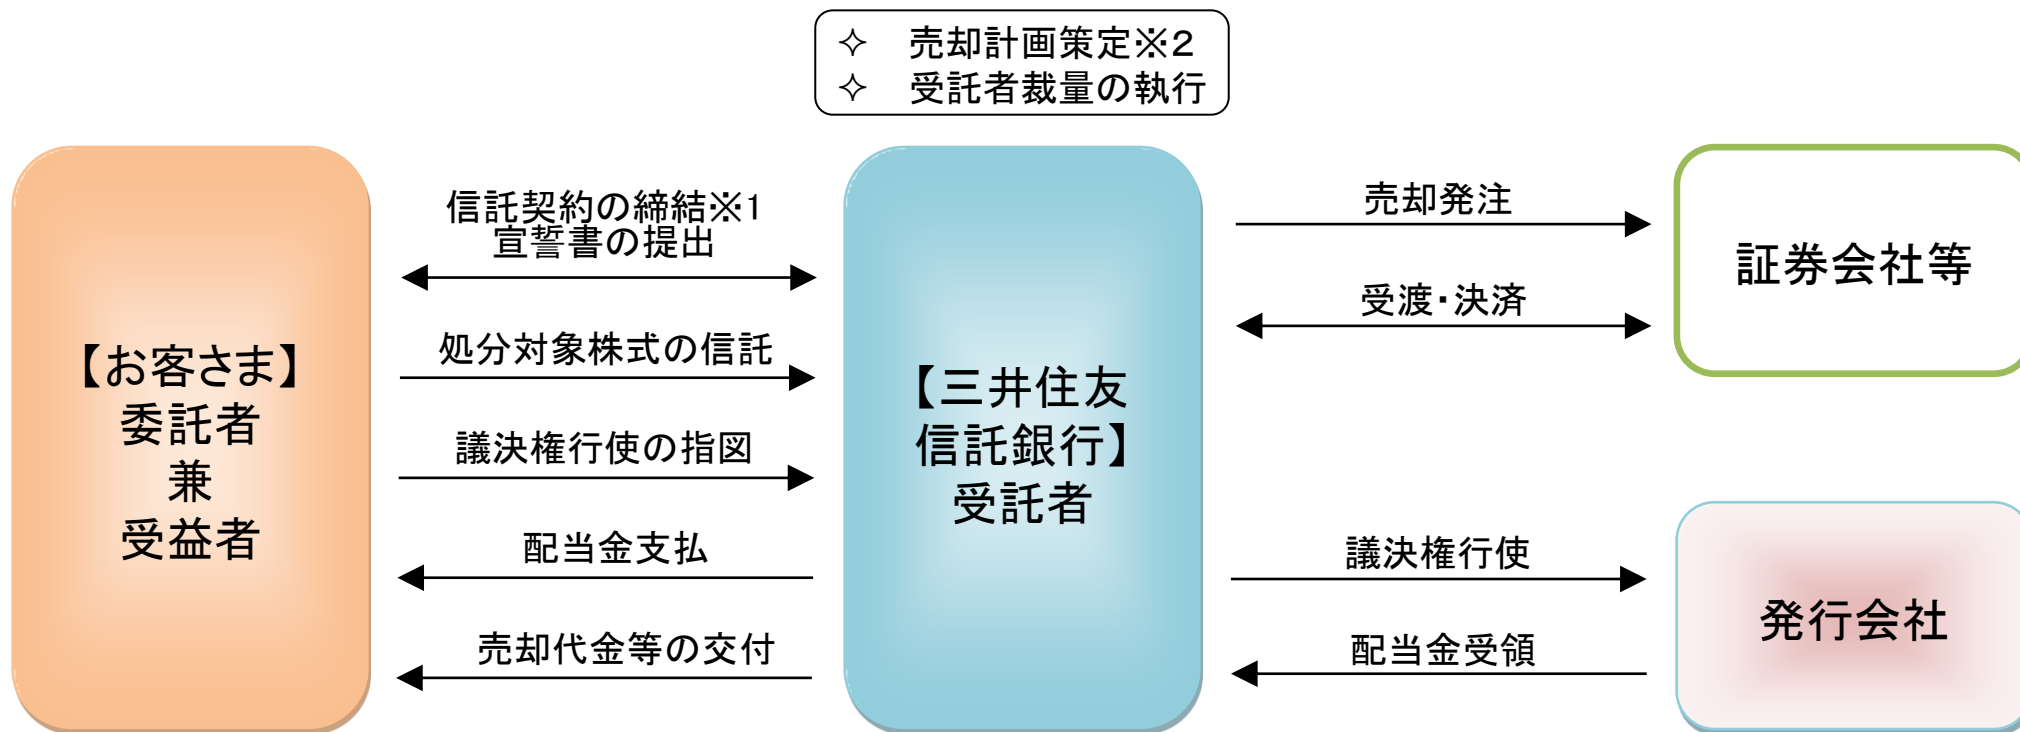 ✧ 売却計画策定※2
✧ 受託者裁量の執行
【お客さま】
委託者
兼
受益者
信託契約の締結※1
宣誓書の提出
処分対象株式の信託
議決権行使の指図
配当金支払
売却代金等の交付
【三井住友
信託銀行】
受託者
売却発注
受渡・決済
議決権行使
配当金受領
証券会社等
発行会社